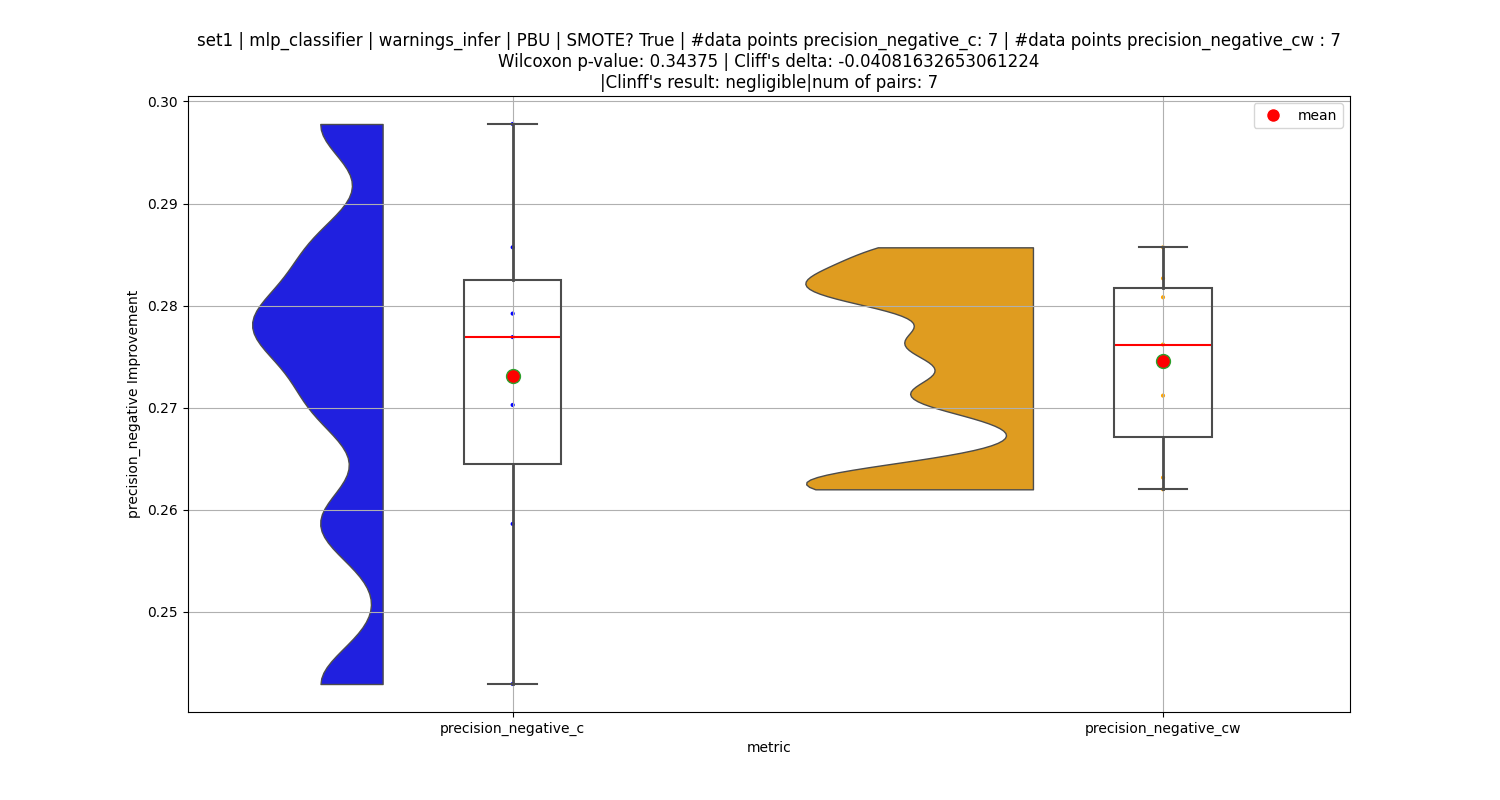 set1 | mlp_classifier | warnings_infer | PBU | SMOTE? True | #data points precision_negative_c: 7 | #data points precision_negative_cw : 7
Wilcoxon p-value: 0.34375 | Cliff's delta: -0.04081632653061224
|Clinff's result: negligible|num of pairs: 7
mean
0.30
0.29
0.28
0.27
0.26
0.25
precision_negative Improvement
precision_negative_c
precision_negative_cw
metric